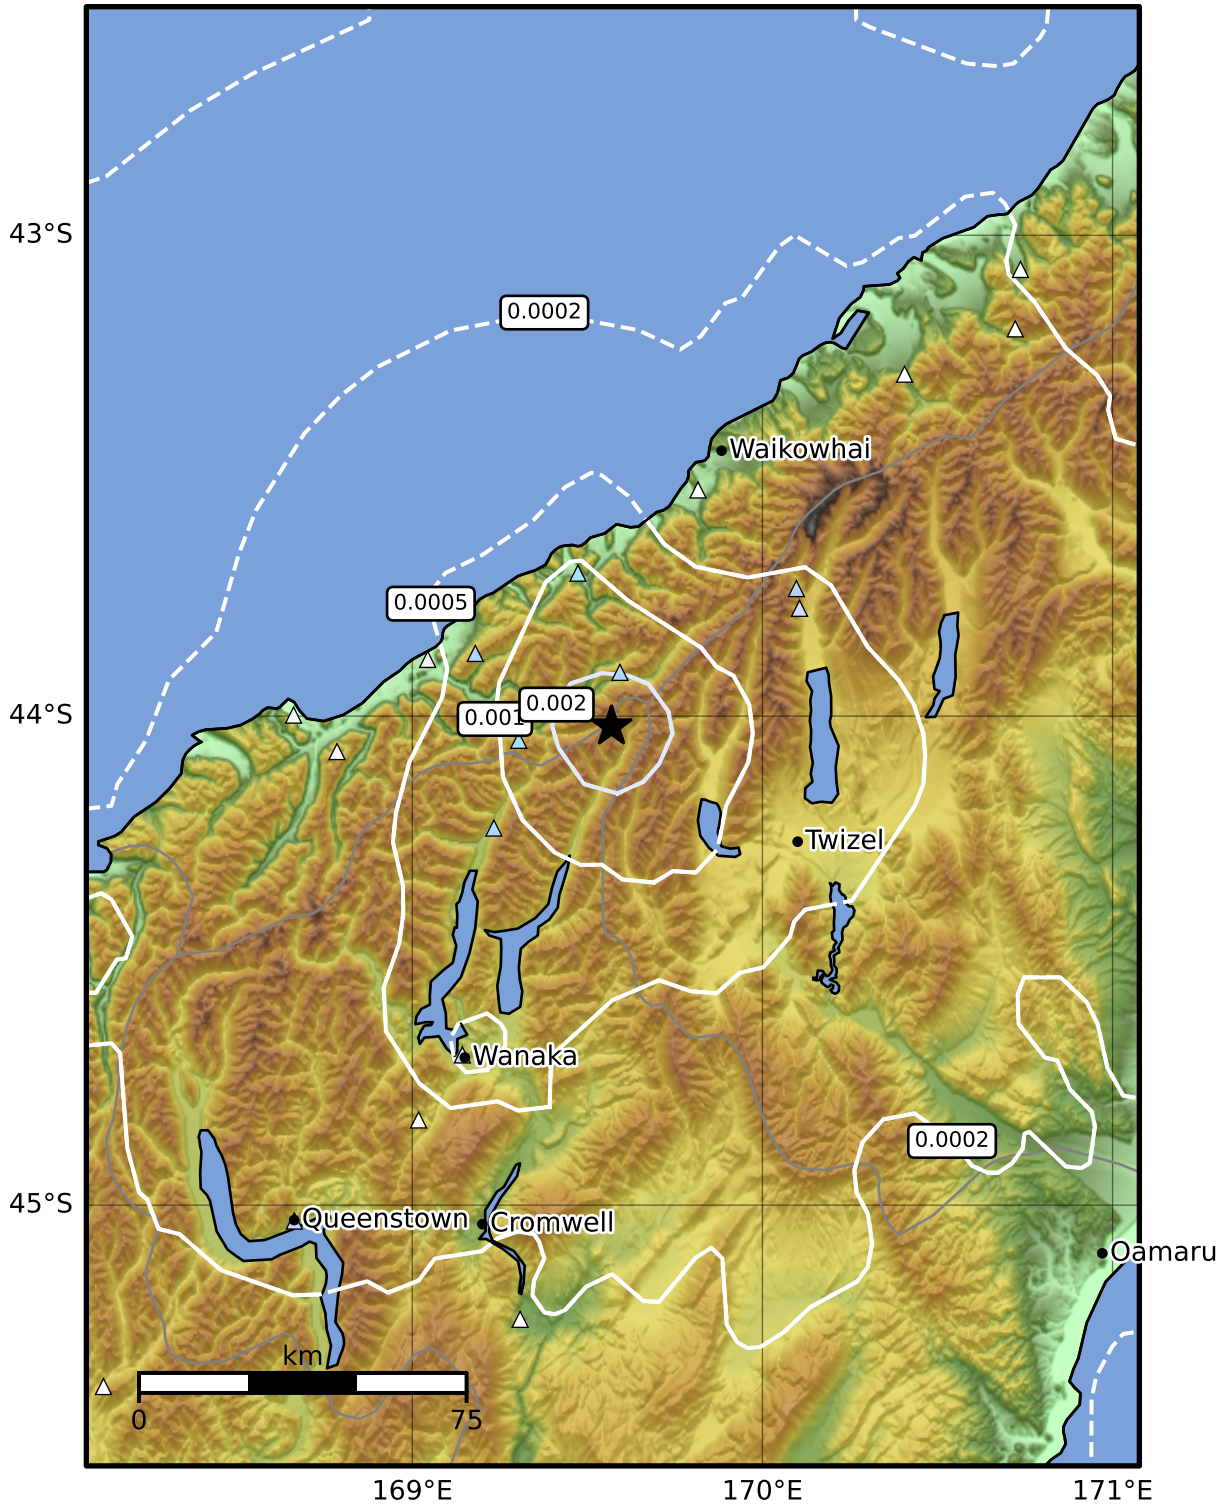 43°S
0.0002
Waikowhai
0.0005
44°S
0.001
0.002
Twizel
Wanaka
0.0002
45°S
Queenstown
Cromwell
Oamaru
km
0
75
169°E
170°E
171°E